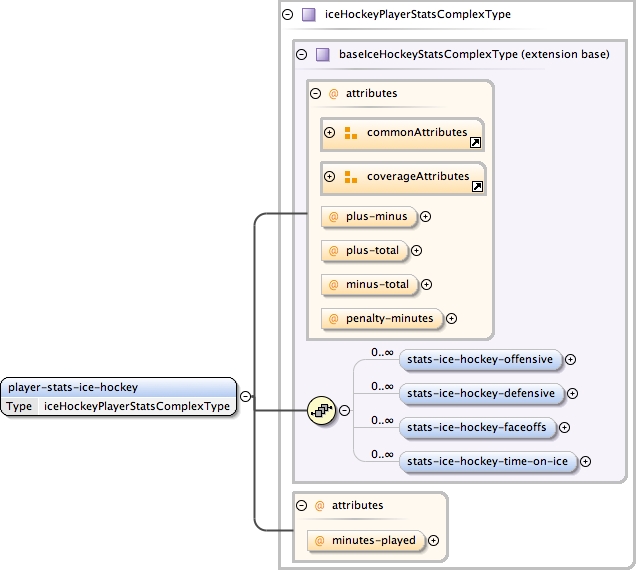 iceHockeyPlayerStatsComplexType
baseIceHockeyStatsComplexType (extension base)
@ attributes
commonAttributes
coverageAttributes
@ plus-minus
@ plus-total
@ minus-total
@ penalty-minutes
player-stats-ice-hockey
Type iceHockeyPlayerStatsComplexType
0..∞ stats-ice-hockey-offensive
0..∞ stats-ice-hockey-defensive
0..∞ stats-ice-hockey-faceoffs
0..∞ stats-ice-hockey-time-on-ice
@ attributes
@ minutes-played